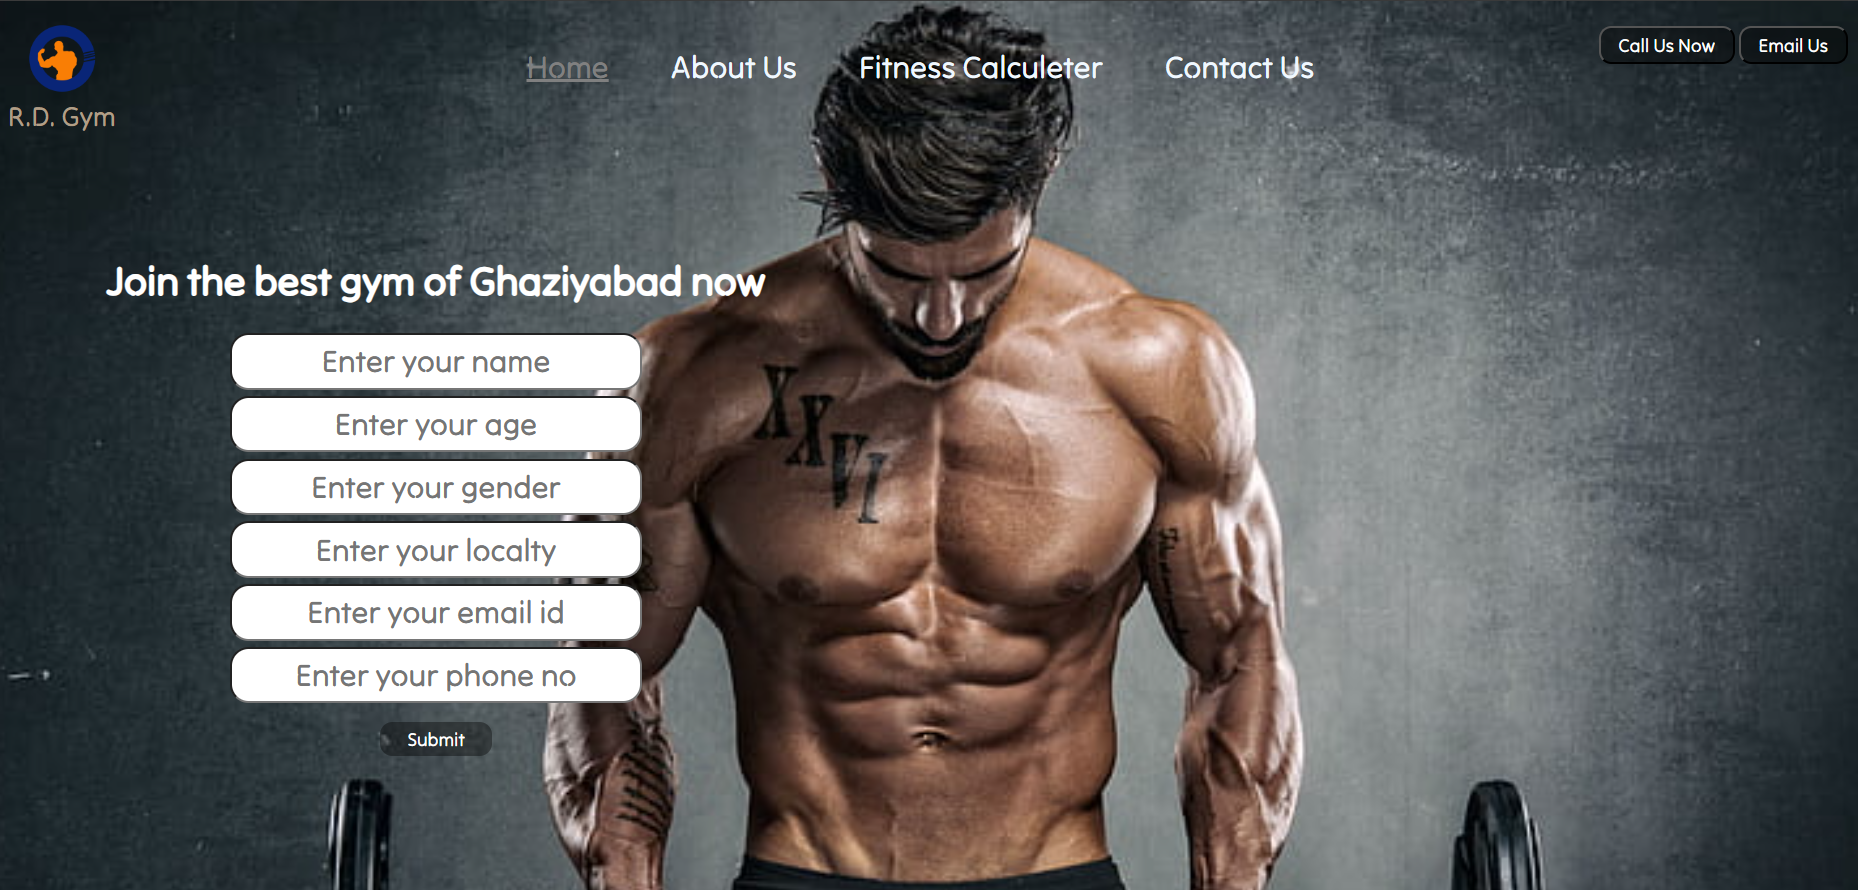 R.D. Gym
Home About Us Fitness Calculeter Contact Us
Call Us Now Email Us
Join the best gym of Ghaziyabad now
Enter your name
Enter your age
Enter your gender
Enter your localty
Enter your email id
Enter your phone no
Submit
XXVI